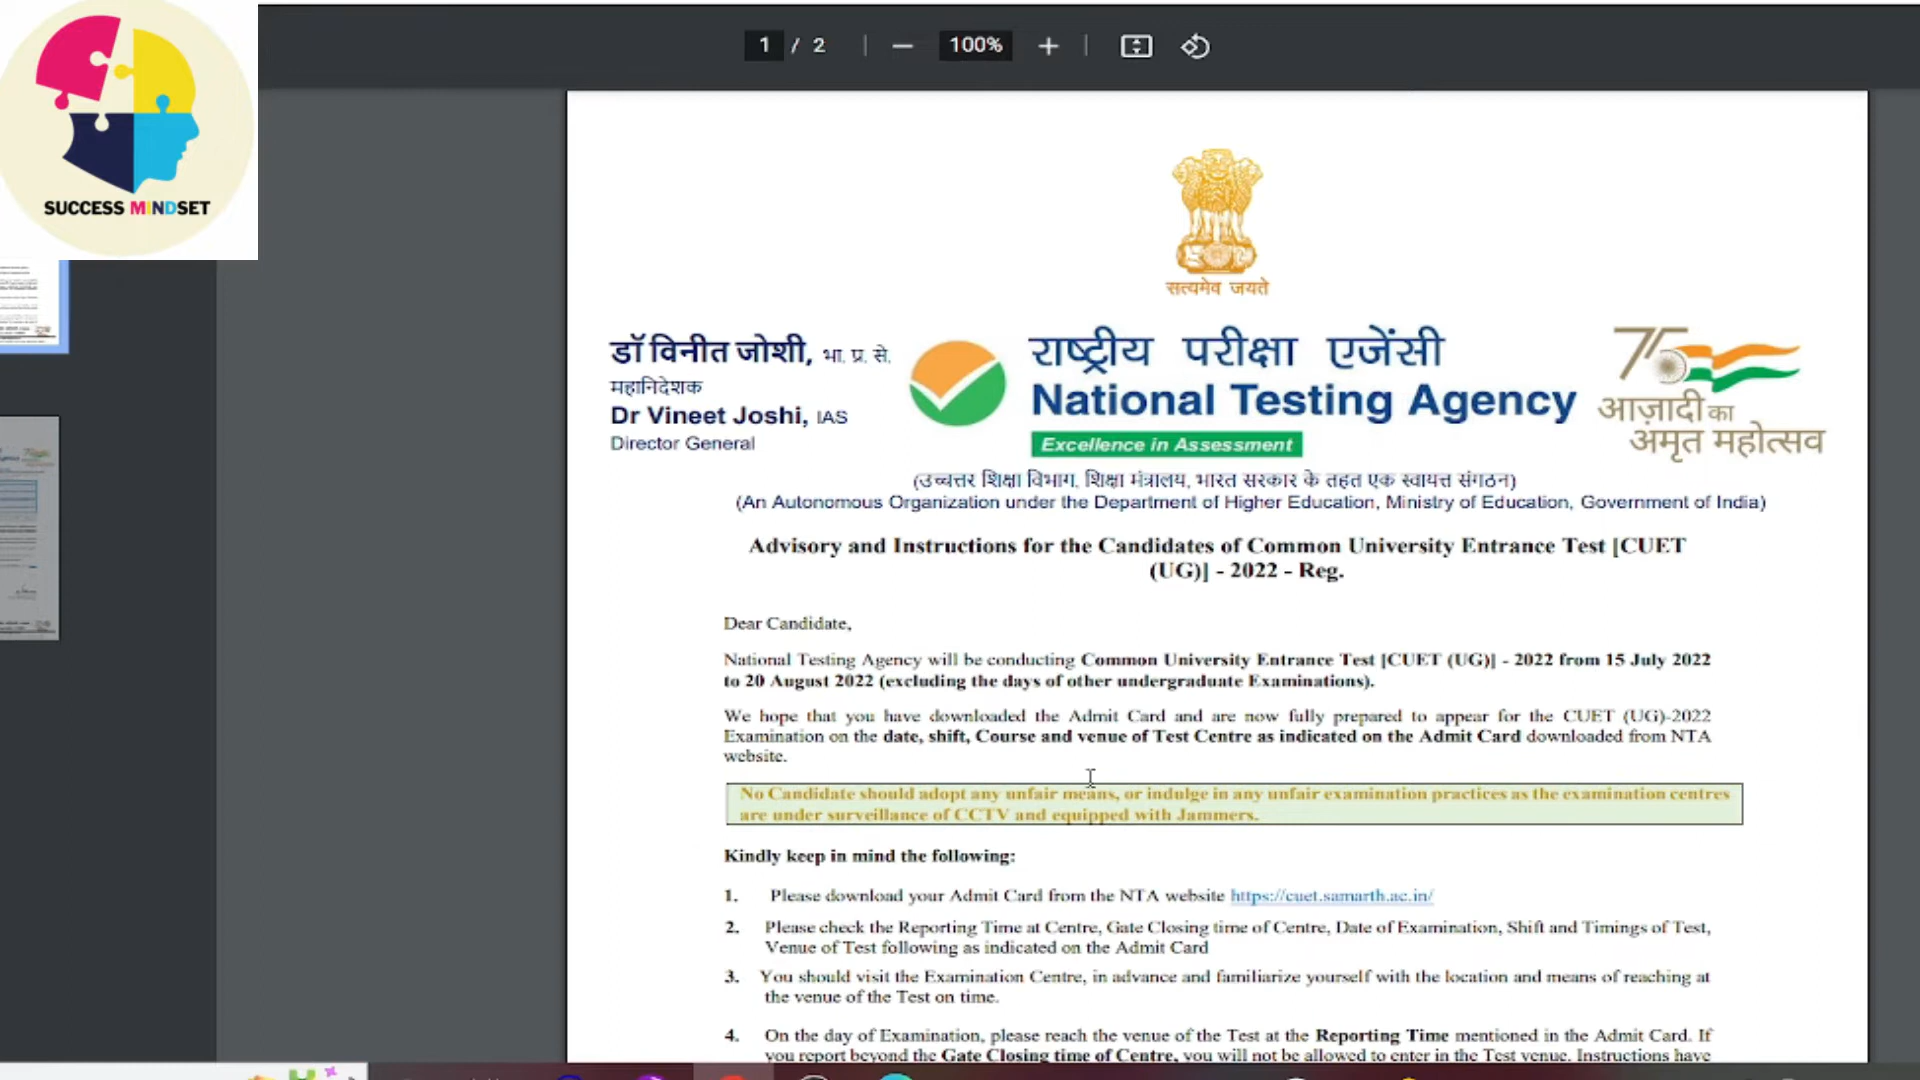 SUCCESS MINDSET
1 / 2
100%
सत्यमेव जयते
डॉ विनीत जोशी, भा. प्र. से.
महानिदेशक
Dr Vineet Joshi, IAS
Director General
राष्ट्रीय परीक्षा एजेंसी
National Testing Agency
Excellence in Assessment
75
आज़ादी का
अमृत महोत्सव
(उच्चत्तर शिक्षा विभाग, शिक्षा मंत्रालय, भारत सरकार के तहत एक स्वायत्त संगठन)
(An Autonomous Organization under the Department of Higher Education, Ministry of Education, Government of India)
Advisory and Instructions for the Candidates of Common University Entrance Test [CUET
(UG)] - 2022 - Reg.
Dear Candidate,
National Testing Agency will be conducting Common University Entrance Test [CUET (UG)] - 2022 from 15 July 2022
to 20 August 2022 (excluding the days of other undergraduate Examinations).
We hope that you have downloaded the Admit Card and are now fully prepared to appear for the CUET (UG)-2022
Examination on the date, shift, Course and venue of Test Centre as indicated on the Admit Card downloaded from NTA
website.
No Candidate should adopt any unfair means, or indulge in any unfair examination practices as the examination centres
are under surveillance of CCTV and equipped with Jammers.
Kindly keep in mind the following:
1. Please download your Admit Card from the NTA website https://cuet.samarth.ac.in/
2. Please check the Reporting Time at Centre, Gate Closing time of Centre, Date of Examination, Shift and Timings of Test,
Venue of Test following as indicated on the Admit Card
3. You should visit the Examination Centre, in advance and familiarize yourself with the location and means of reaching at
the venue of the Test on time.
4. On the day of Examination, please reach the venue of the Test at the Reporting Time mentioned in the Admit Card. If
you report beyond the Gate Closing time of Centre, you will not be allowed to enter in the Test venue. Instructions have